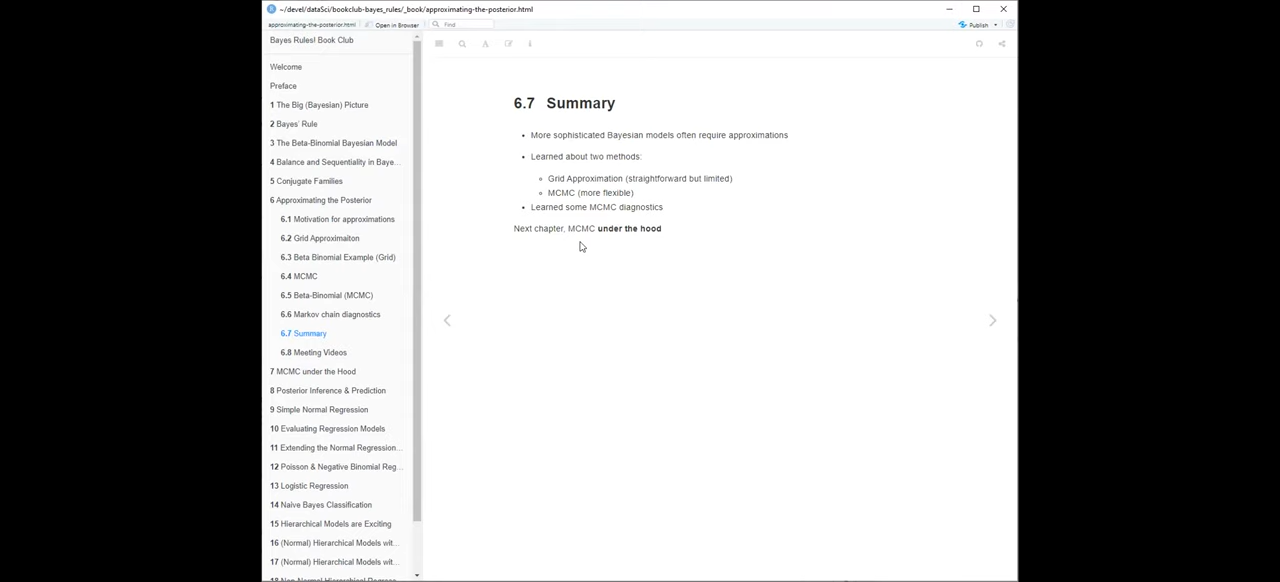 ~/devel/dataSci/bookclub-bayes_rules/_book/approximating-the-posterior.html
approximating-the-posterior.html
Open in Browser
Find
Publish
Bayes Rules! Book Club
Welcome
Preface
1 The Big (Bayesian) Picture
2 Bayes' Rule
3 The Beta-Binomial Bayesian Model
4 Balance and Sequentiality in Baye...
5 Conjugate Families
6 Approximating the Posterior
6.1 Motivation for approximations
6.2 Grid Approximaiton
6.3 Beta Binomial Example (Grid)
6.4 MCMC
6.5 Beta-Binomial (MCMC)
6.6 Markov chain diagnostics
6.7 Summary
6.8 Meeting Videos
7 MCMC under the Hood
8 Posterior Inference & Prediction
9 Simple Normal Regression
10 Evaluating Regression Models
11 Extending the Normal Regression...
12 Poisson & Negative Binomial Reg...
13 Logistic Regression
14 Naive Bayes Classification
15 Hierarchical Models are Exciting
16 (Normal) Hierarchical Models wit...
17 (Normal) Hierarchical Models wit...
18 Non-Normal Hierarchical Regress...
6.7 Summary
• More sophisticated Bayesian models often require approximations
• Learned about two methods:
◦ Grid Approximation (straightforward but limited)
◦ MCMC (more flexible)
• Learned some MCMC diagnostics
Next chapter, MCMC under the hood